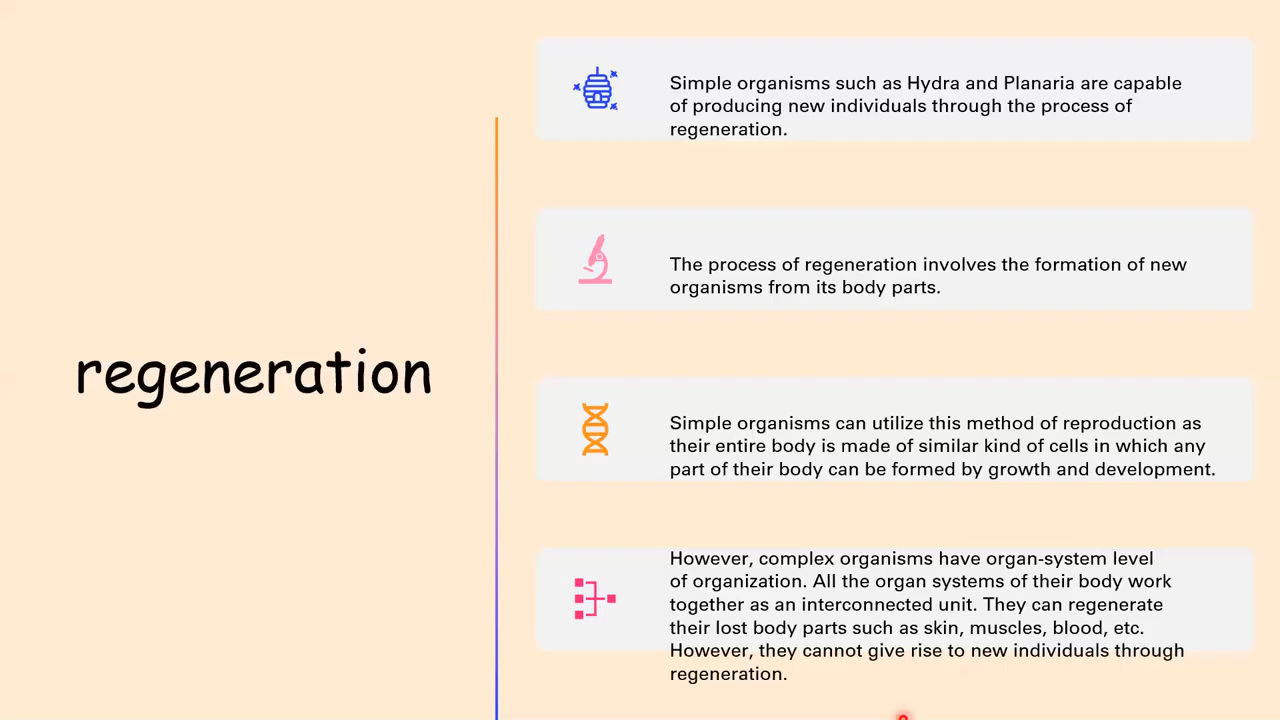 regeneration
Simple organisms such as Hydra and Planaria are capable
of producing new individuals through the process of
regeneration.
The process of regeneration involves the formation of new
organisms from its body parts.
Simple organisms can utilize this method of reproduction as
their entire body is made of similar kind of cells in which any
part of their body can be formed by growth and development.
However, complex organisms have organ-system level
of organization. All the organ systems of their body work
together as an interconnected unit. They can regenerate
their lost body parts such as skin, muscles, blood, etc.
However, they cannot give rise to new individuals through
regeneration.